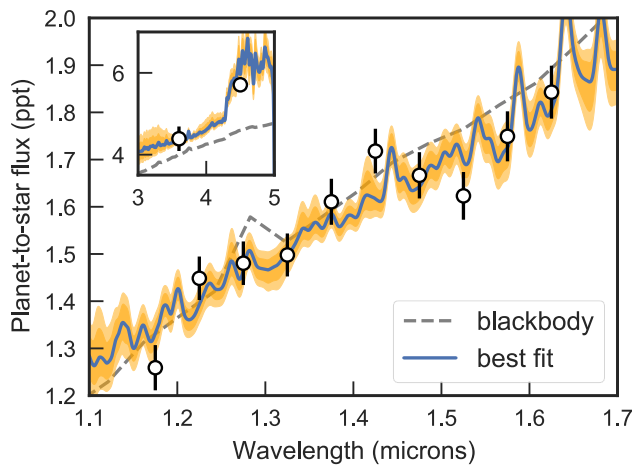 2.0
1.9
1.8
1.7
1.6
1.5
1.4
1.3
1.2
Planet-to-star flux (ppt)
6
4
3 4 5
blackbody
best fit
1.1 1.2 1.3 1.4 1.5 1.6 1.7
Wavelength (microns)